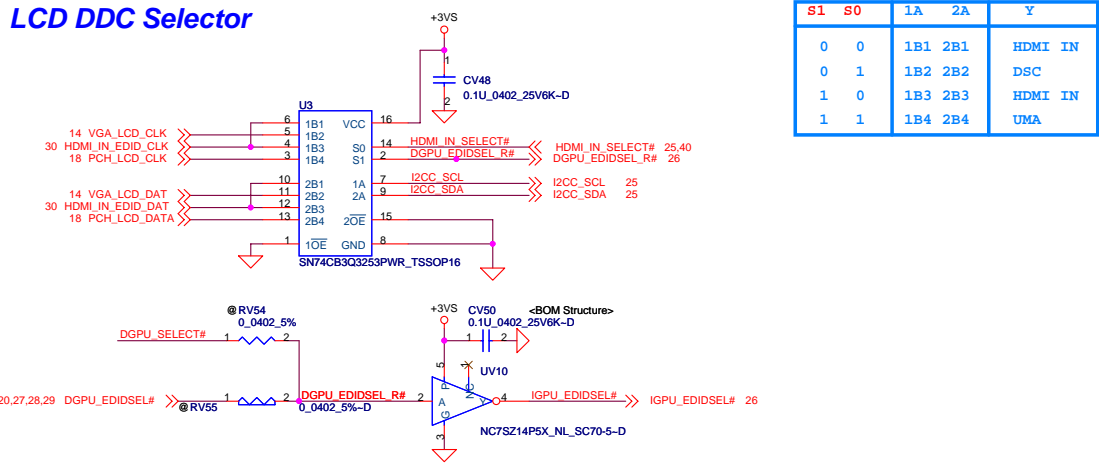 LCD DDC Selector
S1 S0 1A 2A Y
0 0 1B1 2B1 HDMI IN
0 1 1B2 2B2 DSC
1 0 1B3 2B3 HDMI IN
1 1 1B4 2B4 UMA
+3VS
1
CV48
0.1U_0402_25V6K~D
2
U3
6 1B1 VCC 16
14 VGA_LCD_CLK 5 1B2
30 HDMI_IN_EDID_CLK 4 1B3 S0 14 HDMI_IN_SELECT# HDMI_IN_SELECT# 25,40
18 PCH_LCD_CLK 3 1B4 S1 2 DGPU_EDIDSEL_R# DGPU_EDIDSEL_R# 26
10 2B1 1A 7 I2CC_SCL I2CC_SCL 25
14 VGA_LCD_DAT 11 2B2 2A 9 I2CC_SDA I2CC_SDA 25
30 HDMI_IN_EDID_DAT 12 2B3
18 PCH_LCD_DATA 13 2B4 2OE 15
1 1OE GND 8
SN74CB3Q3253PWR_TSSOP16
@ RV54
0_0402_5%
DGPU_SELECT# 1 2
+3VS
CV50 <BOM Structure>
0.1U_0402_25V6K~D
1 2
5 1
UV10
P NC
20,27,28,29 DGPU_EDIDSEL# 1 2 DGPU_EDIDSEL_R# 2 A Y 4 IGPU_EDIDSEL# IGPU_EDIDSEL# 26
@ RV55 0_0402_5%~D
G
3
NC7SZ14P5X_NL_SC70-5~D